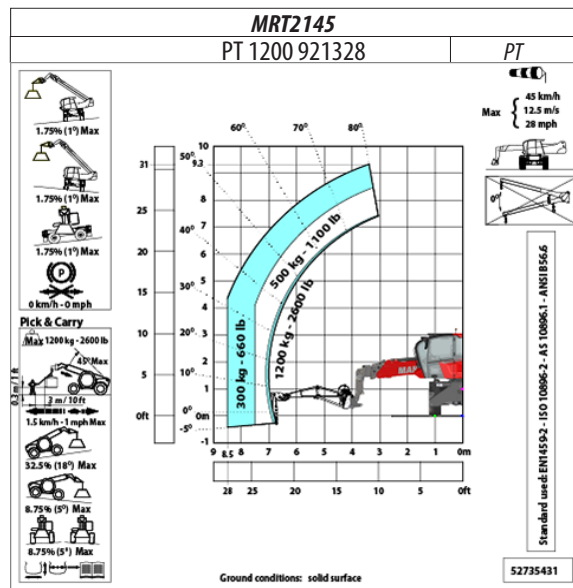 MRT2145
PT 1200 921328
PT
1.75% (1°) Max
1.75% (1°) Max
1.75% (1°) Max
P
0 km/h - 0 mph
Pick & Carry
Max 1200 kg - 2600 lb
45° Max
0.3 m / 1 ft
3 m / 10 ft
1.5 km/h - 1 mph Max
32.5% (18°) Max
8.75% (5°) Max
8.75% (5°) Max
31
25
20
15
10
5
0ft
10
9.3
8
7
6
5
4
3
2
1
0m
-1
50°
60°
70°
80°
40°
30°
20°
10°
0°
-5°
300 kg - 660 lb
500 kg - 1100 lb
1200 kg - 2600 lb
9 8.5 8 7 6 5 4 3 2 1 0m
28 25 20 15 10 5 0ft
Ground conditions: solid surface
Max
45 km/h
12.5 m/s
28 mph
0°
Standard used: EN1459-2 - ISO 10896-2 - AS 10896.1 - ANSI B56.6
52735431